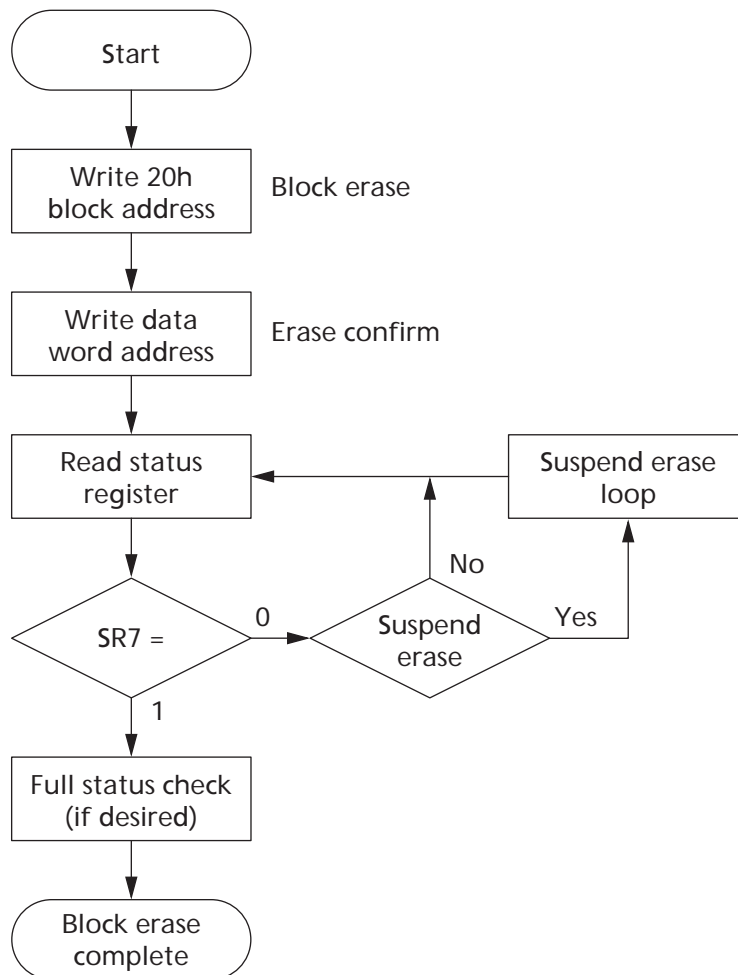 Start
Write 20h
block address
Block erase
Write data
word address
Erase confirm
Read status
register
Suspend erase
loop
No
SR7 =
0
Suspend
erase
Yes
1
Full status check
(if desired)
Block erase
complete